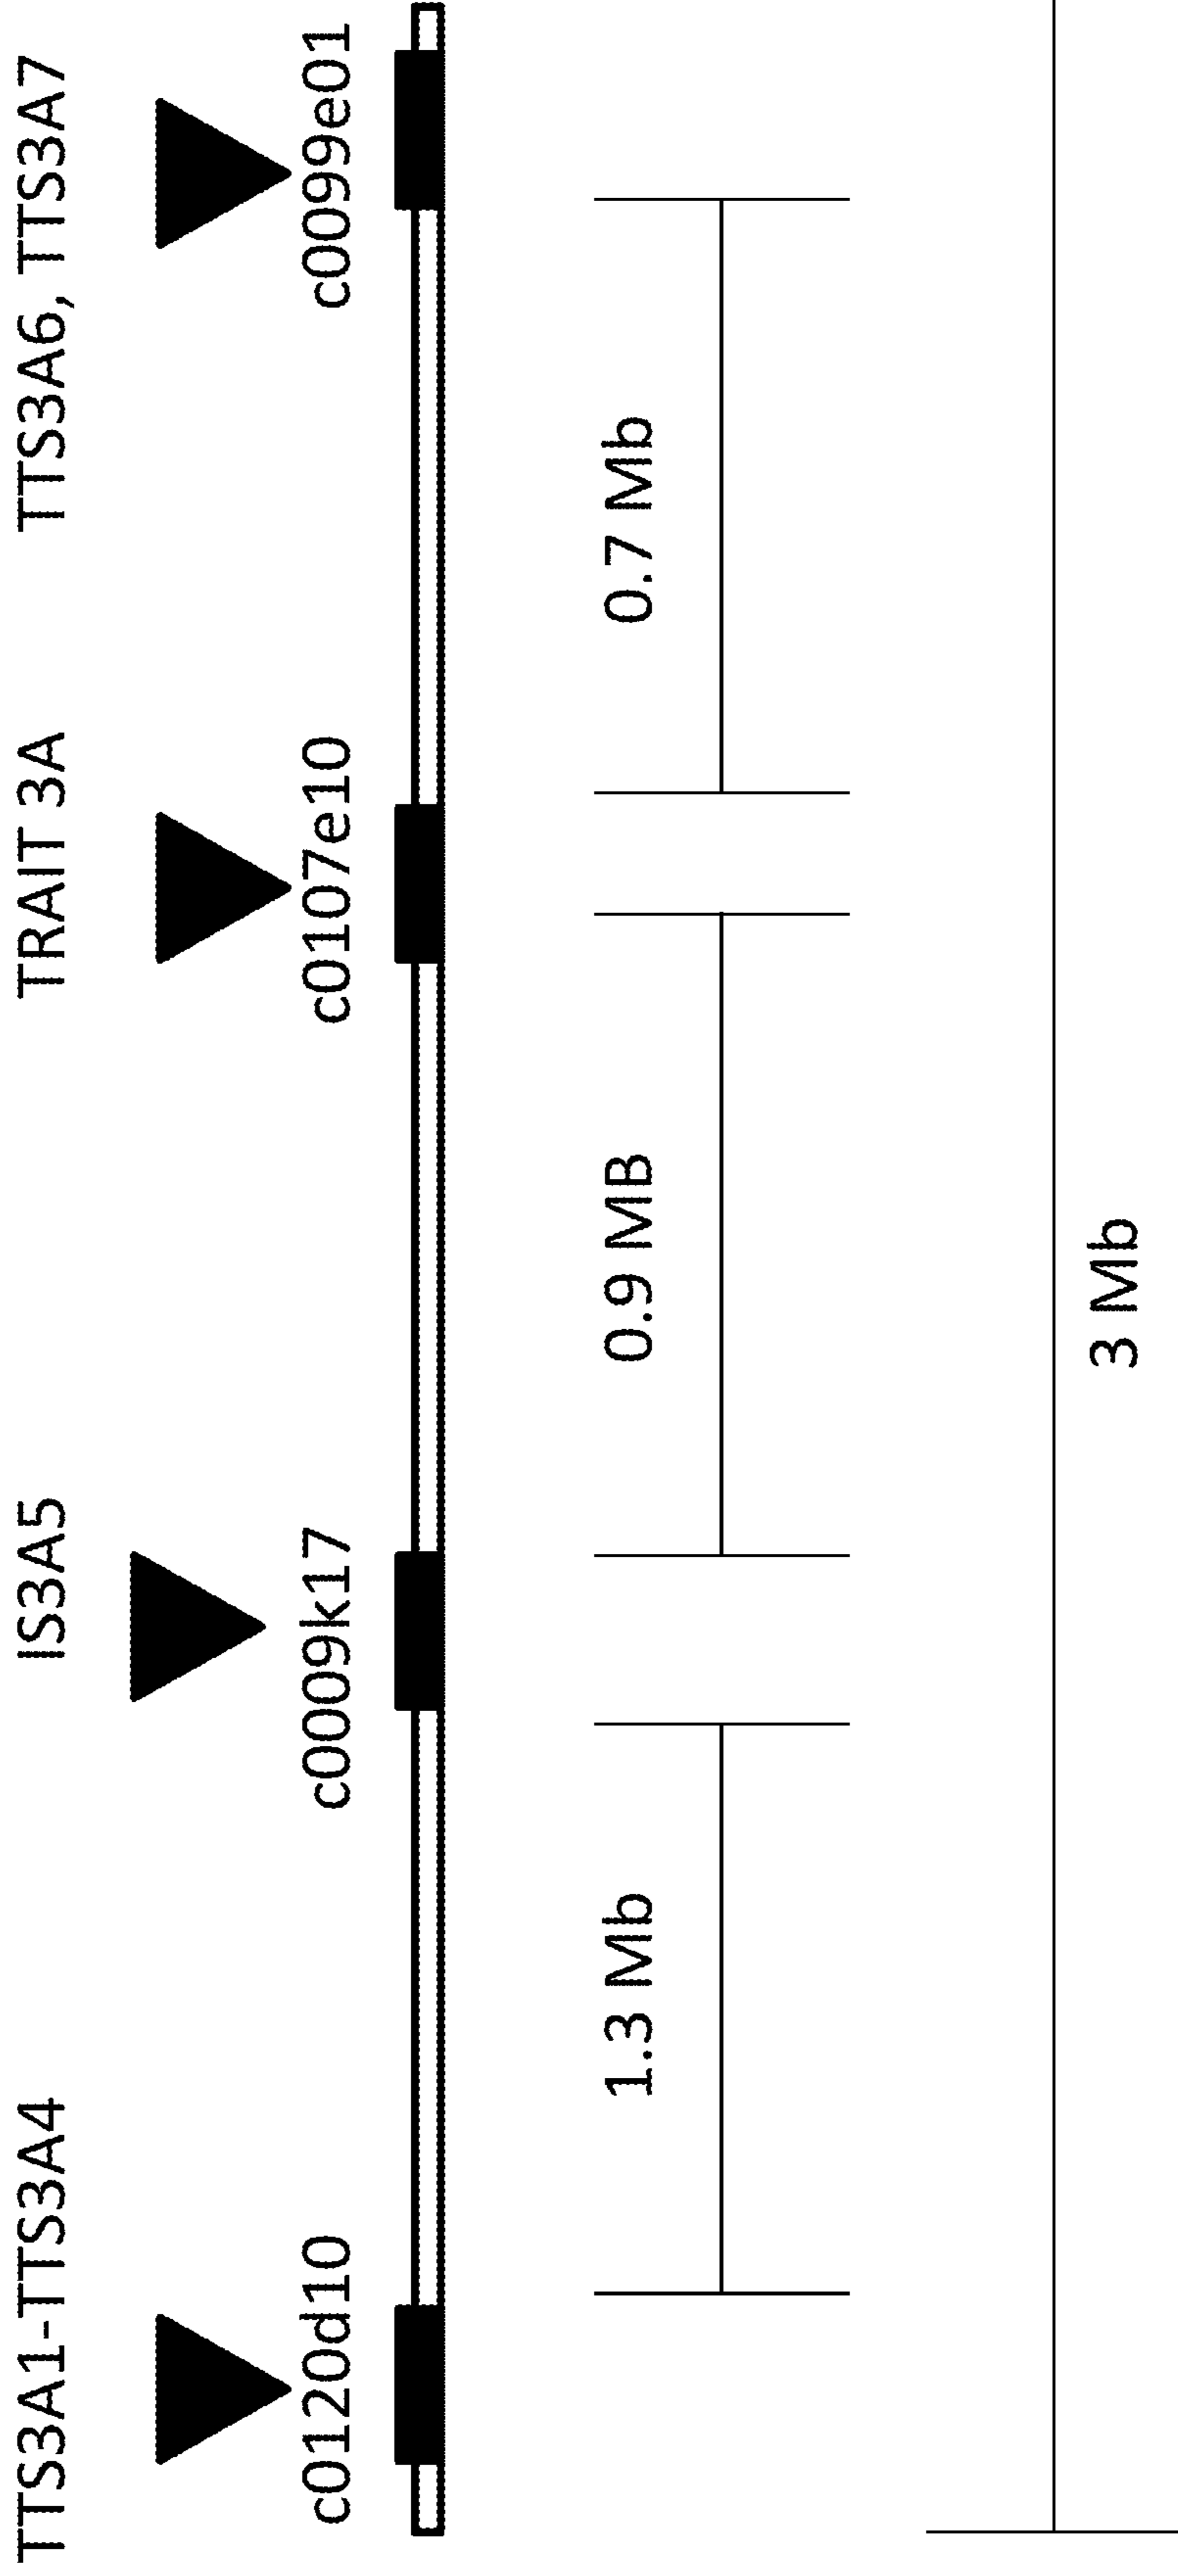 TTS3A1-TTS3A4
IS3A5
TRAIT 3A
TTS3A6, TTS3A7
c0120d10
c0009k17
c0107e10
c0099e01
1.3 Mb
0.9 MB
0.7 Mb
3 Mb